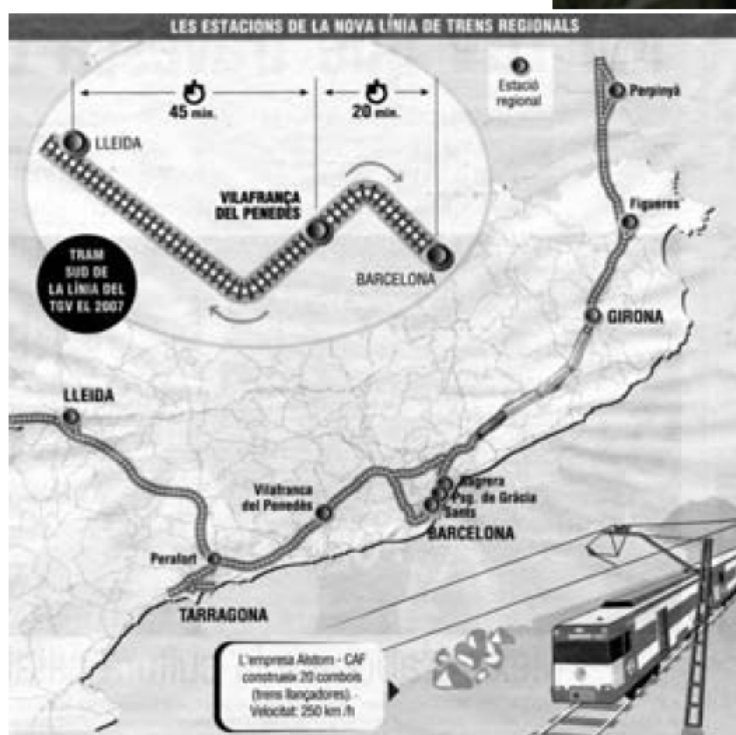 LES ESTACIONS DE LA NOVA LÍNIA DE TRENS REGIONALS
45 min.
20 min.
LLEIDA
VILAFRANCA
DEL PENEDÈS
BARCELONA
TRAM
SUD DE
LA LÍNIA DEL
TGV EL 2007
Estació
regional
Perpinyà
Figueres
GIRONA
LLEIDA
Vilafranca
del Penedès
Sagrera
Psg. de Gràcia
Sants
BARCELONA
Perafort
TARRAGONA
L'empresa Alstom - CAF
construeix 20 combois
(trens llançadores).
Velocitat: 250 km/h